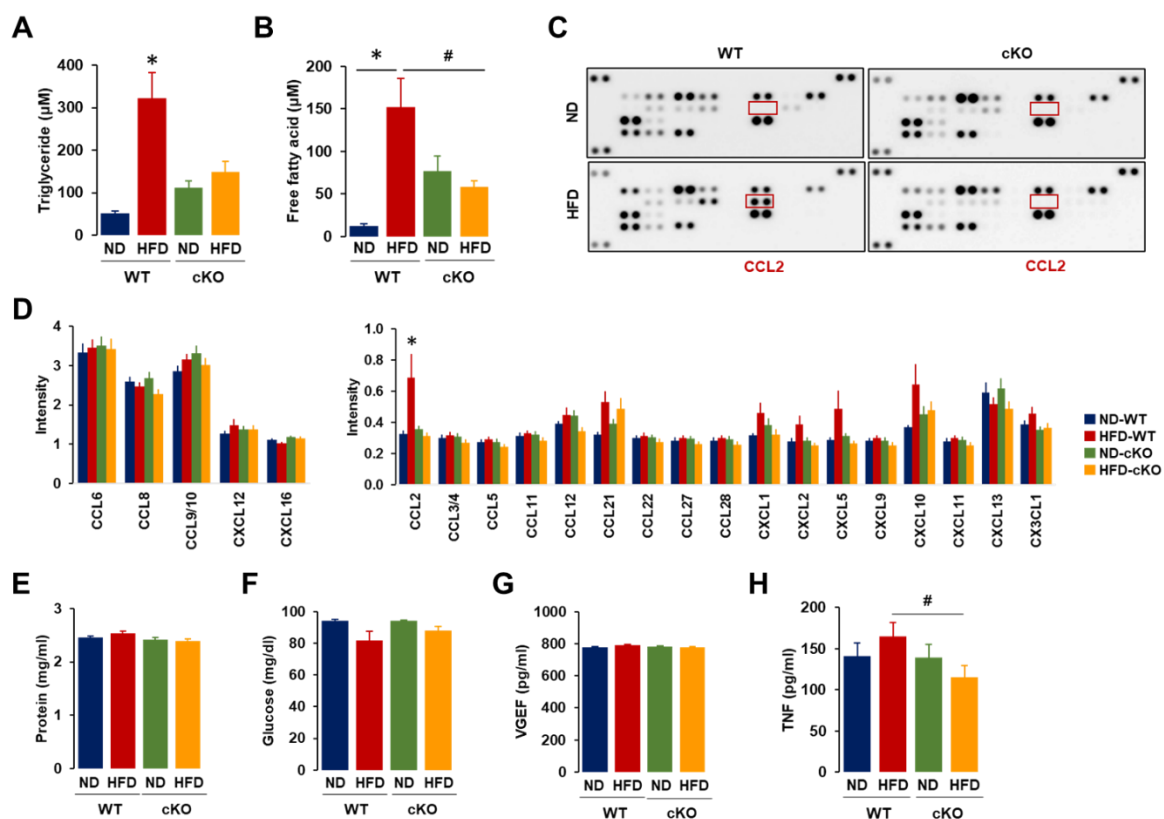 A
Triglyceride (µM)
400
300
200
100
0
*
ND HFD ND HFD
WT cKO
B
Free fatty acid (µM)
200
150
100
50
0
* #
ND HFD ND HFD
WT cKO
C
WT cKO
ND
HFD
CCL2 CCL2
D
Intensity
4
3
2
1
0
CCL6 CCL8 CCL9/10 CXCL12 CXCL16
Intensity
1.0
0.8
0.6
0.4
0.2
0.0
*
CCL2 CCL3/4 CCL5 CCL11 CCL12 CCL21 CCL22 CCL27 CCL28 CXCL1 CXCL2 CXCL5 CXCL9 CXCL10 CXCL11 CXCL13 CX3CL1
ND-WT
HFD-WT
ND-cKO
HFD-cKO
E
Protein (mg/ml)
3
2
1
0
ND HFD ND HFD
WT cKO
F
Glucose (mg/dl)
100
80
60
40
20
0
ND HFD ND HFD
WT cKO
G
VGEF (pg/ml)
1000
800
600
400
200
0
ND HFD ND HFD
WT cKO
H
TNF (pg/ml)
200
150
100
50
0
#
ND HFD ND HFD
WT cKO